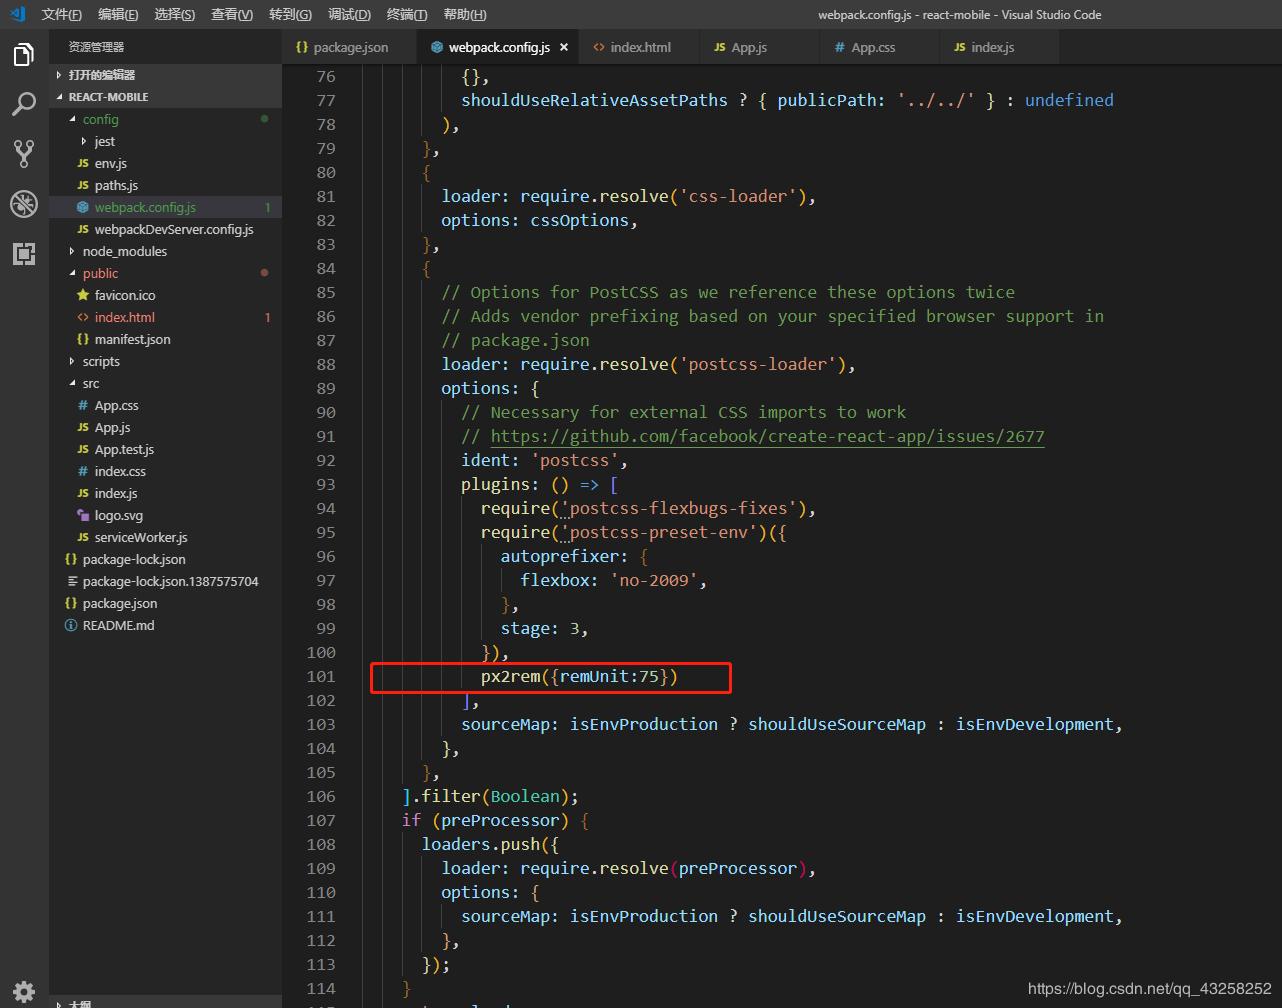 文件(F) 编辑(E) 选择(S) 查看(V) 转到(G) 调试(D) 终端(T) 帮助(H) webpack.config.js - react-mobile - Visual Studio Code
资源管理器
打开的编辑器
REACT-MOBILE
config
jest
JS env.js
JS paths.js
webpack.config.js 1
JS webpackDevServer.config.js
node_modules
public
favicon.ico
<> index.html 1
{} manifest.json
scripts
src
# App.css
JS App.js
JS App.test.js
# index.css
JS index.js
logo.svg
JS serviceWorker.js
{} package-lock.json
package-lock.json.1387575704
{} package.json
README.md
大纲
{} package.json webpack.config.js × <> index.html JS App.js # App.css JS index.js
76 {},
77 shouldUseRelativeAssetPaths ? { publicPath: '../../' } : undefined
78 ),
79 },
80 {
81 loader: require.resolve('css-loader'),
82 options: cssOptions,
83 },
84 {
85 // Options for PostCSS as we reference these options twice
86 // Adds vendor prefixing based on your specified browser support in
87 // package.json
88 loader: require.resolve('postcss-loader'),
89 options: {
90 // Necessary for external CSS imports to work
91 // https://github.com/facebook/create-react-app/issues/2677
92 ident: 'postcss',
93 plugins: () => [
94 require('postcss-flexbugs-fixes'),
95 require('postcss-preset-env')({
96 autoprefixer: {
97 flexbox: 'no-2009',
98 },
99 stage: 3,
100 }),
101 px2rem({remUnit:75})
102 ],
103 sourceMap: isEnvProduction ? shouldUseSourceMap : isEnvDevelopment,
104 },
105 },
106 ].filter(Boolean);
107 if (preProcessor) {
108 loaders.push({
109 loader: require.resolve(preProcessor),
110 options: {
111 sourceMap: isEnvProduction ? shouldUseSourceMap : isEnvDevelopment,
112 },
113 });
114 }
https://blog.csdn.net/qq_43258252